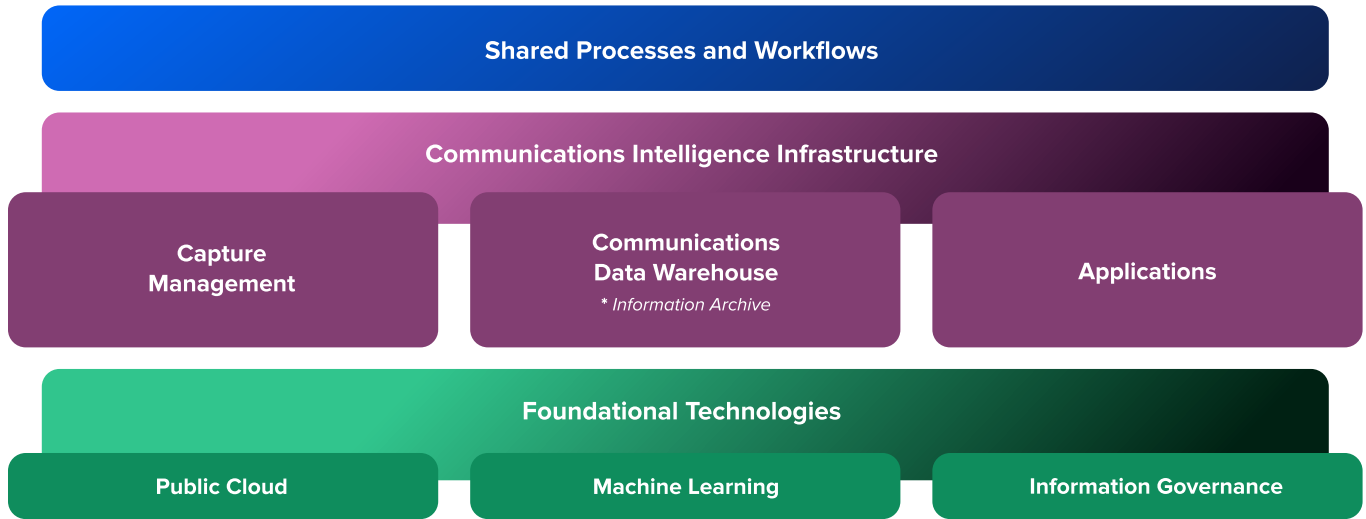 Shared Processes and Workflows
Communications Intelligence Infrastructure
Capture
Management
Communications
Data Warehouse
* Information Archive
Applications
Foundational Technologies
Public Cloud
Machine Learning
Information Governance